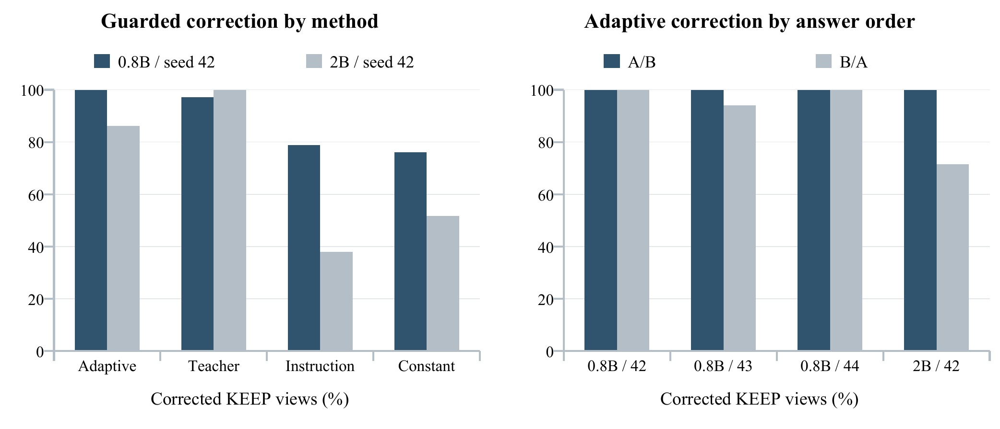 Guarded correction by method
0.8B / seed 42
2B / seed 42
100
80
60
40
20
0
Adaptive
Teacher
Instruction
Constant
Corrected KEEP views (%)
Adaptive correction by answer order
A/B
B/A
100
80
60
40
20
0
0.8B / 42
0.8B / 43
0.8B / 44
2B / 42
Corrected KEEP views (%)